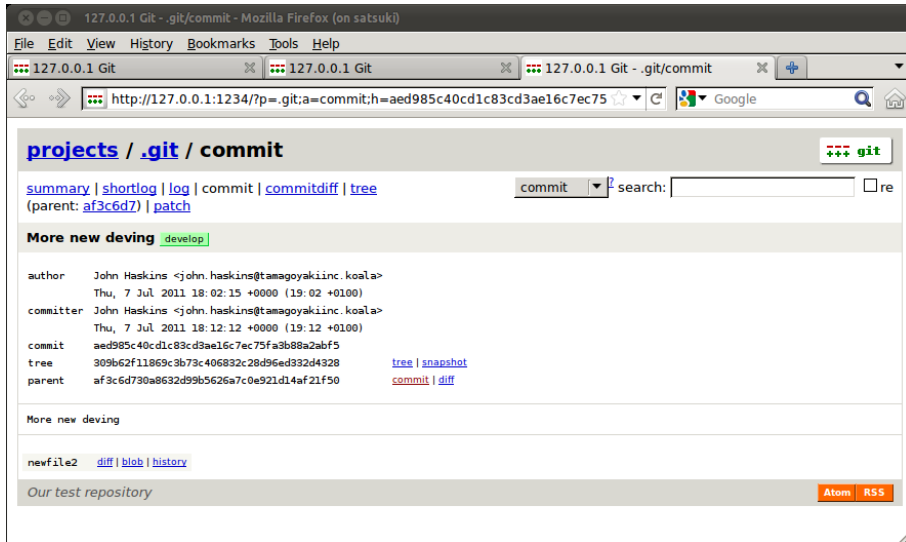 127.0.0.1 Git - .git/commit - Mozilla Firefox (on satsuki)
File Edit View History Bookmarks Tools Help
127.0.0.1 Git 127.0.0.1 Git 127.0.0.1 Git - .git/commit
http://127.0.0.1:1234/?p=.git;a=commit;h=aed985c40cd1c83cd3ae16c7ec75 Google
projects / .git / commit git
summary | shortlog | log | commit | commitdiff | tree commit ? search: re
(parent: af3c6d7) | patch
More new deving develop
author John Haskins <john.haskins@tamagoyakiinc.koala>
Thu, 7 Jul 2011 18:02:15 +0000 (19:02 +0100)
committer John Haskins <john.haskins@tamagoyakiinc.koala>
Thu, 7 Jul 2011 18:12:12 +0000 (19:12 +0100)
commit aed985c40cd1c83cd3ae16c7ec75fa3b88a2abf5
tree 309b62f11869c3b73c406832c28d96ed332d4328 tree | snapshot
parent af3c6d730a8632d99b5626a7c0e921d14af21f50 commit | diff
More new deving
newfile2 diff | blob | history
Our test repository Atom RSS